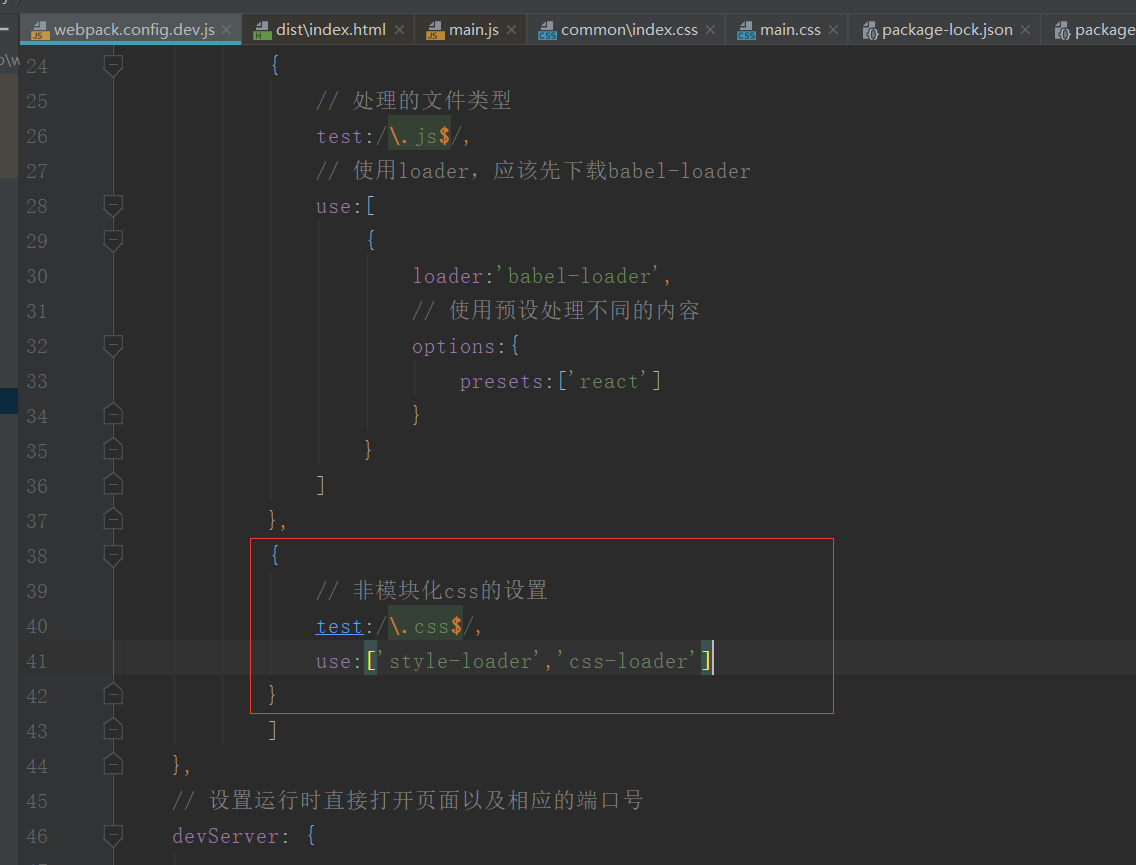 webpack.config.dev.js dist\index.html main.js common\index.css main.css package-lock.json package
24 {
25 // 处理的文件类型
26 test:/\.js$/,
27 // 使用loader，应该先下载babel-loader
28 use:[
29 {
30 loader:'babel-loader',
31 // 使用预设处理不同的内容
32 options:{
33 presets:['react']
34 }
35 }
36 ]
37 },
38 {
39 // 非模块化css的设置
40 test:/\.css$/,
41 use:['style-loader','css-loader']
42 }
43 ]
44 },
45 // 设置运行时直接打开页面以及相应的端口号
46 devServer: {